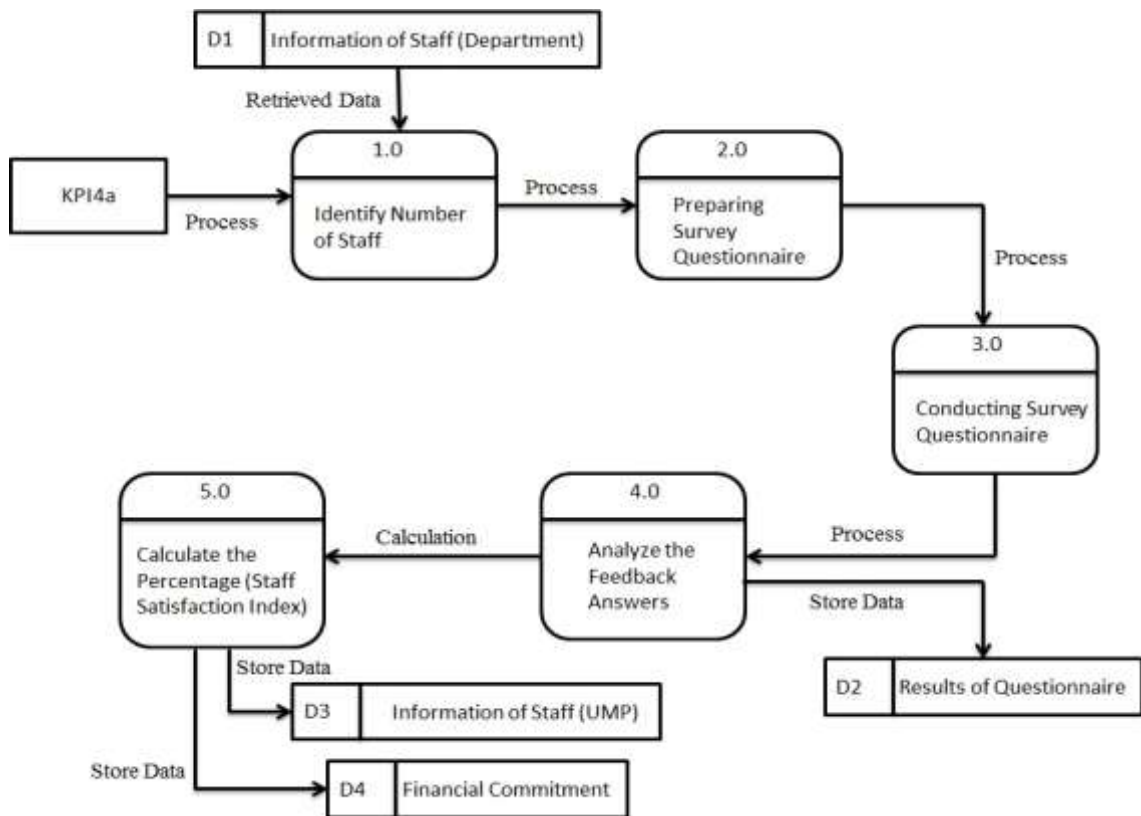 D1 Information of Staff (Department)
Retrieved Data
1.0
Identify Number
of Staff
KPI4a
Process
Process
2.0
Preparing
Survey
Questionnaire
Process
3.0
Conducting Survey
Questionnaire
Process
4.0
Analyze the
Feedback
Answers
Store Data
D2 Results of Questionnaire
Calculation
5.0
Calculate the
Percentage (Staff
Satisfaction Index)
Store Data
D3 Information of Staff (UMP)
Store Data
D4 Financial Commitment